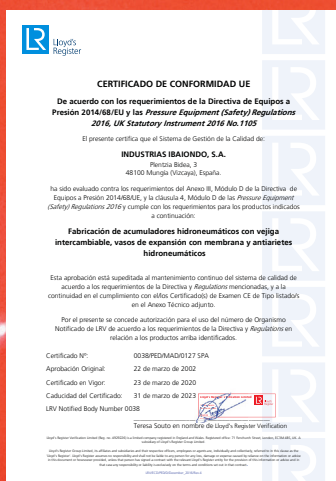 Lloyd's
Register
CERTIFICADO DE CONFORMIDAD UE
De acuerdo con los requerimientos de la Directiva de Equipos a
Presión 2014/68/EU y las Pressure Equipment (Safety) Regulations
2016, UK Statutory Instrument 2016 No.1105
El presente certifica que el Sistema de Gestión de la Calidad de:
INDUSTRIAS IBAIONDO, S.A.
Plentzia Bidea, 3
48100 Mungia (Vizcaya), España.
ha sido evaluado contra los requerimientos del Anexo III, Módulo D de la Directiva de
Equipos a Presión 2014/68/UE, y la cláusula 4, Módulo D de las Pressure Equipment
(Safety) Regulations 2016 y cumple con los requerimientos para los productos indicados
a continuación:
Fabricación de acumuladores hidroneumáticos con vejiga
intercambiable, vasos de expansión con membrana y antiarietes
hidroneumáticos
Esta aprobación está supeditada al mantenimiento continuo del sistema de calidad de
acuerdo a los requerimientos de la Directiva y Regulations mencionadas, y a la
continuidad en el cumplimiento con el/los Certificado(s) de Examen CE de Tipo listado/s
en el Anexo Técnico adjunto.
Por el presente se concede autorización para el uso del número de Organismo
Notificado de LRV de acuerdo a los requerimientos de la Directiva y Regulations en
relación a los productos arriba identificados.
Certificado Nº: 0038/PED/MAD/0127 SPA
Aprobación Original: 22 de marzo de 2002
Certificado en Vigor: 23 de marzo de 2020
Caducidad del Certificado: 31 de marzo de 2023
LRV Notified Body Number 0038
Teresa Souto en nombre de Lloyd's Register Verification